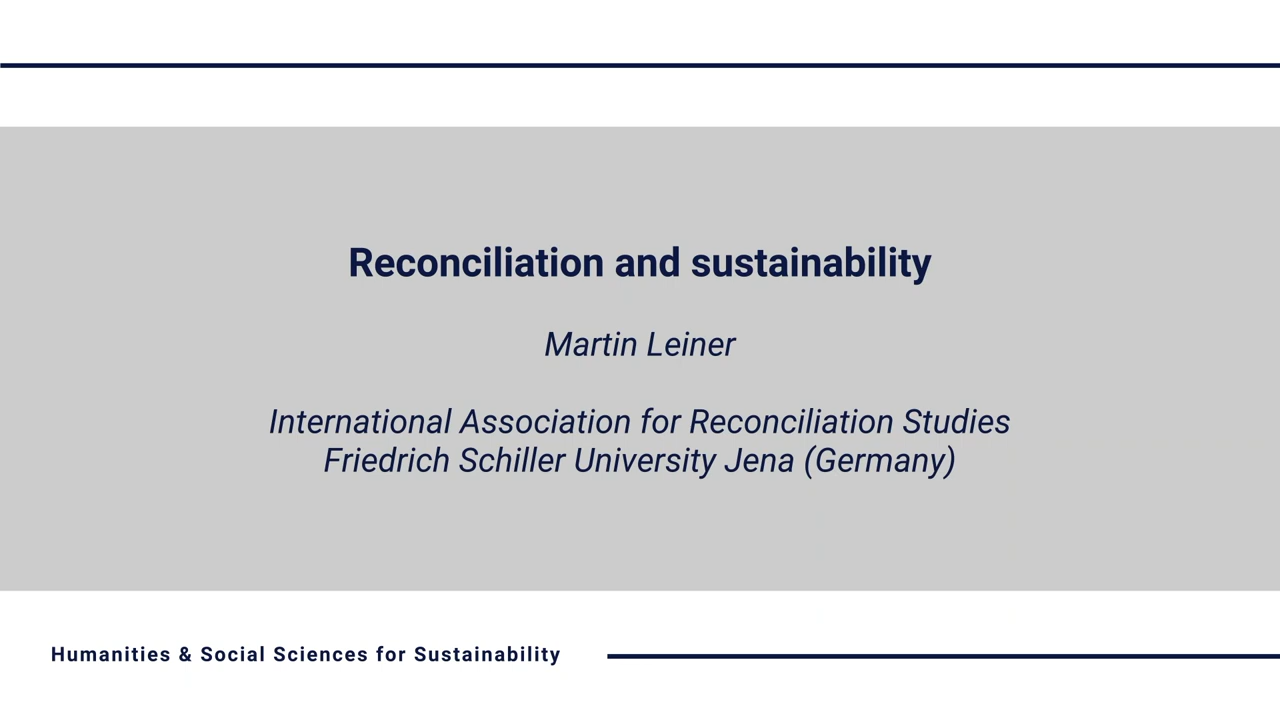 Reconciliation and sustainability
Martin Leiner
International Association for Reconciliation Studies
Friedrich Schiller University Jena (Germany)
Humanities & Social Sciences for Sustainability